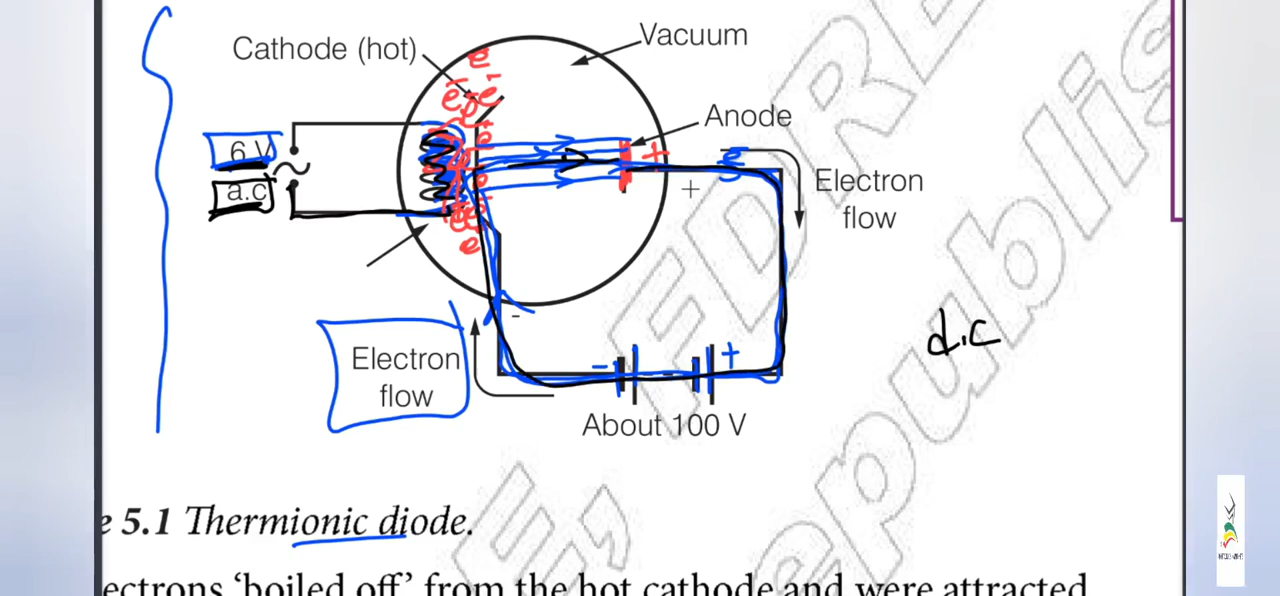 Cathode (hot)
Vacuum
Anode
6 V
a.c
+
+
Electron
flow
-
Electron
flow
-
+
About 100 V
d.c
e 5.1 Thermionic diode.
ectrons ‘boiled off’ from the hot cathode and were attracted